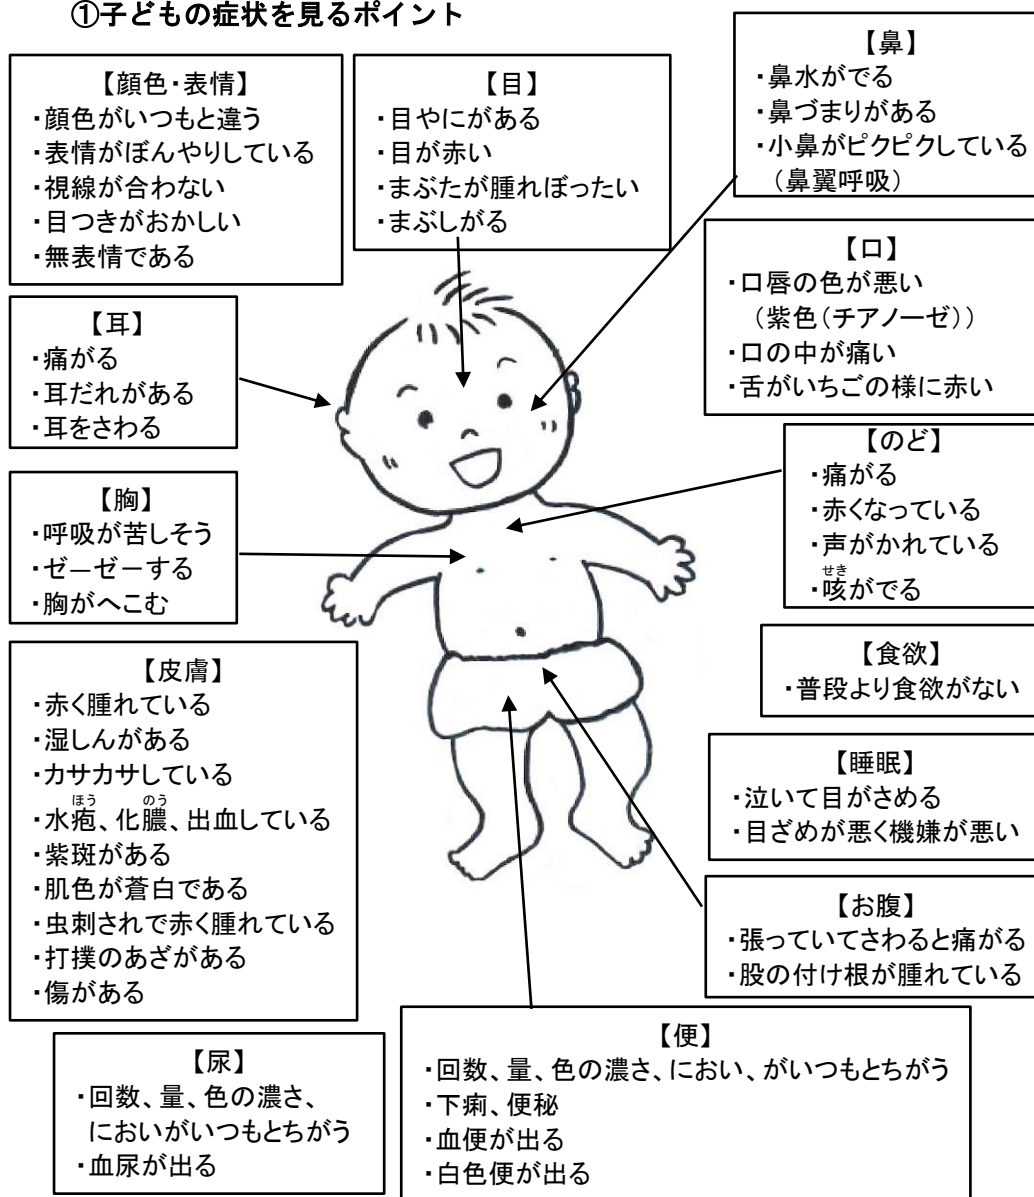 ①子どもの症状を見るポイント
【顔色・表情】
・顔色がいつもと違う
・表情がぼんやりしている
・視線が合わない
・目つきがおかしい
・無表情である
【目】
・目やにがある
・目が赤い
・まぶたが腫れぼったい
・まぶしがる
【鼻】
・鼻水がでる
・鼻づまりがある
・小鼻がピクピクしている
（鼻翼呼吸）
【口】
・口唇の色が悪い
（紫色（チアノーゼ））
・口の中が痛い
・舌がいちごの様に赤い
【耳】
・痛がる
・耳だれがある
・耳をさわる
【のど】
・痛がる
・赤くなっている
・声がかれている
せき
・咳がでる
【胸】
・呼吸が苦しそう
・ゼーゼーする
・胸がへこむ
【食欲】
・普段より食欲がない
【皮膚】
・赤く腫れている
・湿しんがある
・カサカサしている
ほう のう
・水疱、化膿、出血している
・紫斑がある
・肌色が蒼白である
・虫刺されで赤く腫れている
・打撲のあざがある
・傷がある
【睡眠】
・泣いて目がさめる
・目ざめが悪く機嫌が悪い
【お腹】
・張っていてさわると痛がる
・股の付け根が腫れている
【尿】
・回数、量、色の濃さ、
においがいつもとちがう
・血尿が出る
【便】
・回数、量、色の濃さ、におい、がいつもとちがう
・下痢、便秘
・血便が出る
・白色便が出る